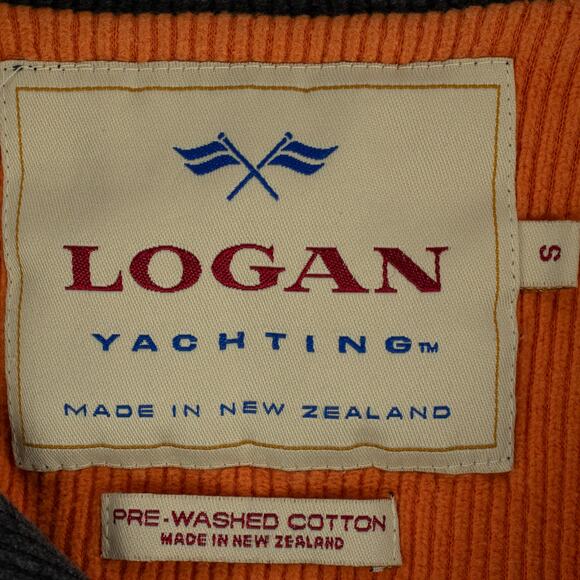 LOGAN
YACHTING™
MADE IN NEW ZEALAND
S
PRE-WASHED COTTON
MADE IN NEW ZEALAND